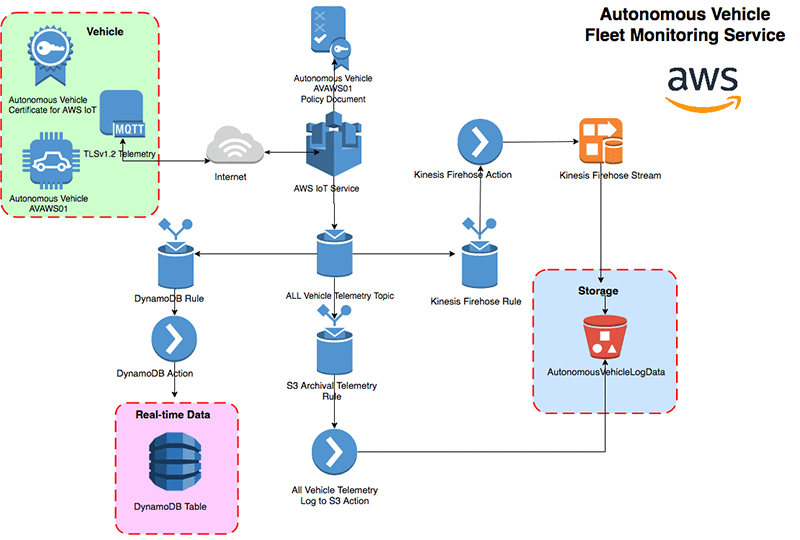 Autonomous Vehicle
Fleet Monitoring Service
aws
Vehicle
Autonomous Vehicle
Certificate for AWS IoT
MQTT
TLSv1.2 Telemetry
Autonomous Vehicle
AVAWS01
Internet
Autonomous Vehicle
AVAWS01
Policy Document
AWS IoT Service
Kinesis Firehose Action
Kinesis Firehose Stream
DynamoDB Rule
ALL Vehicle Telemetry Topic
Kinesis Firehose Rule
Storage
AutonomousVehicleLogData
DynamoDB Action
S3 Archival Telemetry
Rule
Real-time Data
DynamoDB Table
All Vehicle Telemetry
Log to S3 Action